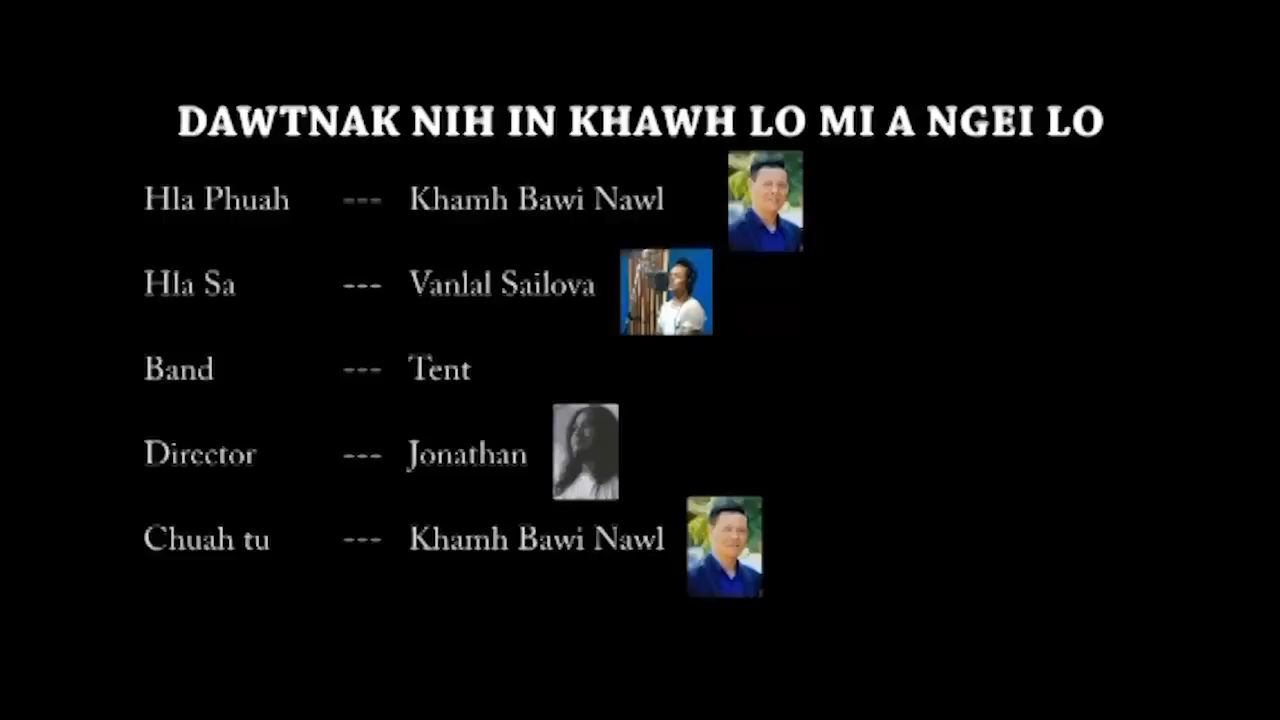 DAWTNAK NIH IN KHAWH LO MI A NGEI LO
Hla Phuah --- Khamh Bawi Nawl
Hla Sa --- Vanlal Sailova
Band --- Tent
Director --- Jonathan
Chuah tu --- Khamh Bawi Nawl